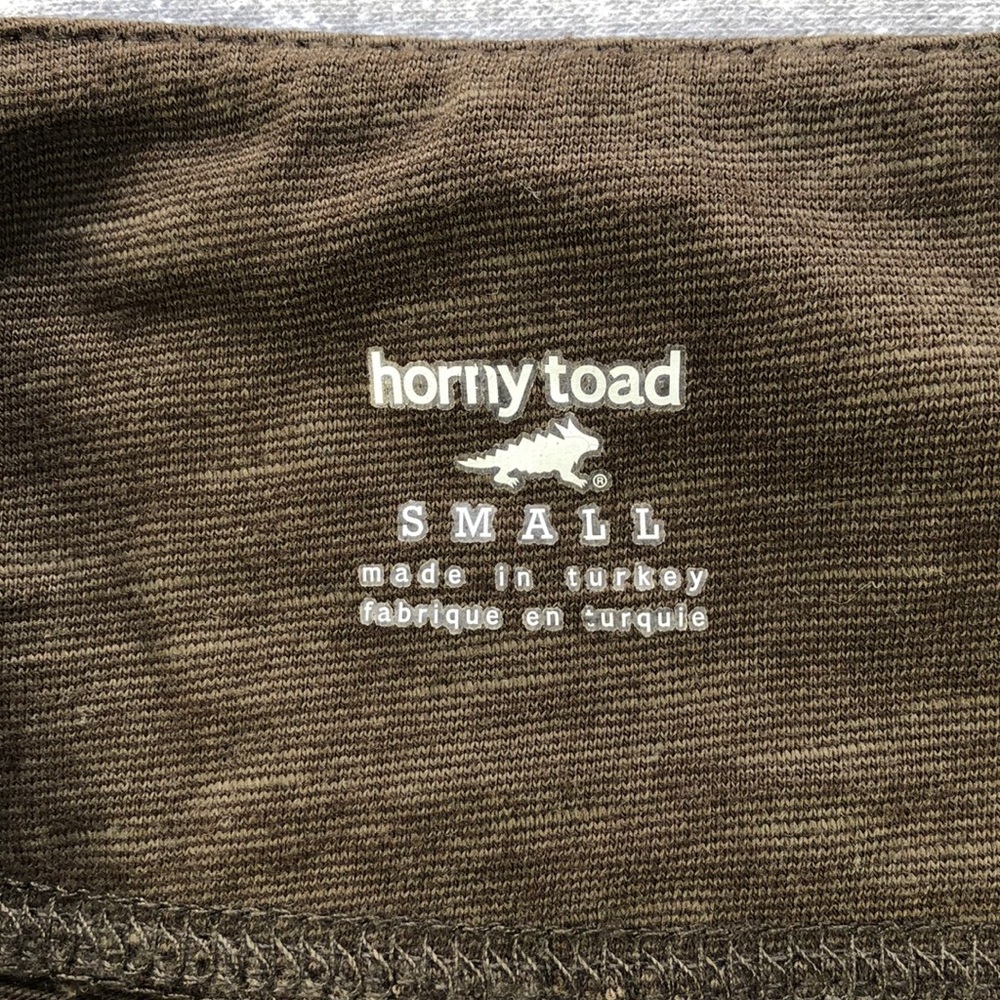 horny toad
®
SMALL
made in turkey
fabrique en turquie